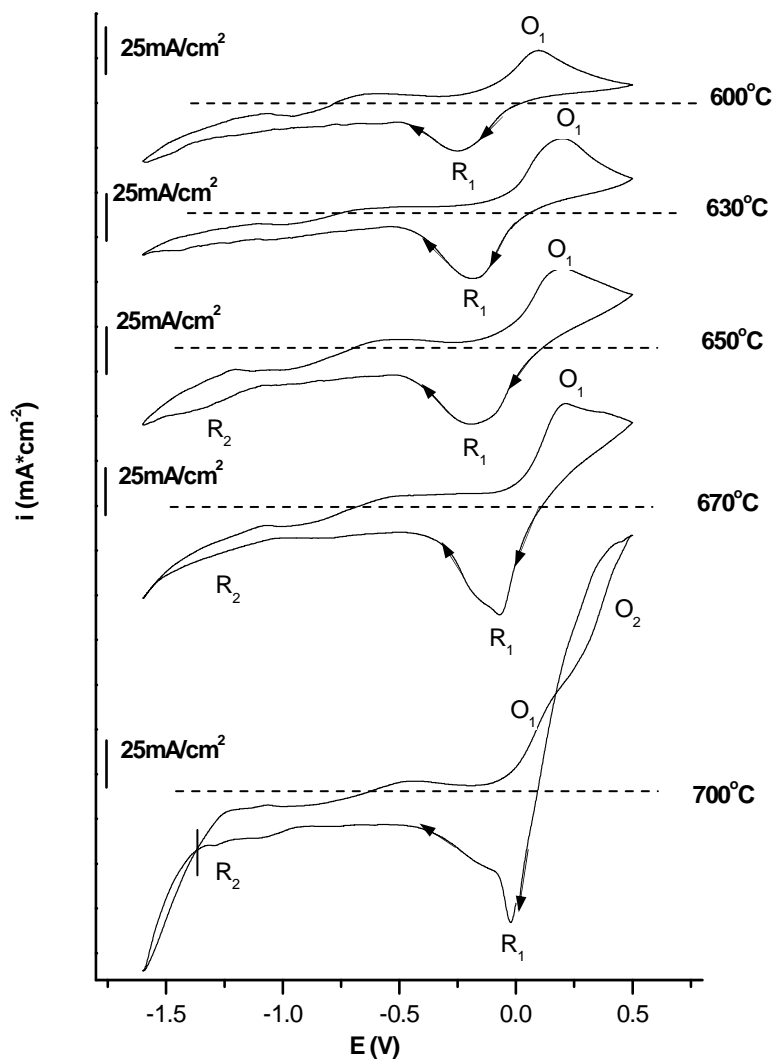 25mA/cm²
O₁
600°C
O₁
R₁
25mA/cm²
630°C
O₁
R₁
25mA/cm²
650°C
O₁
R₂
R₁
25mA/cm²
670°C
R₂
R₁
O₂
O₁
25mA/cm²
700°C
R₂
R₁
i (mA*cm⁻²)
-1.5 -1.0 -0.5 0.0 0.5
E (V)